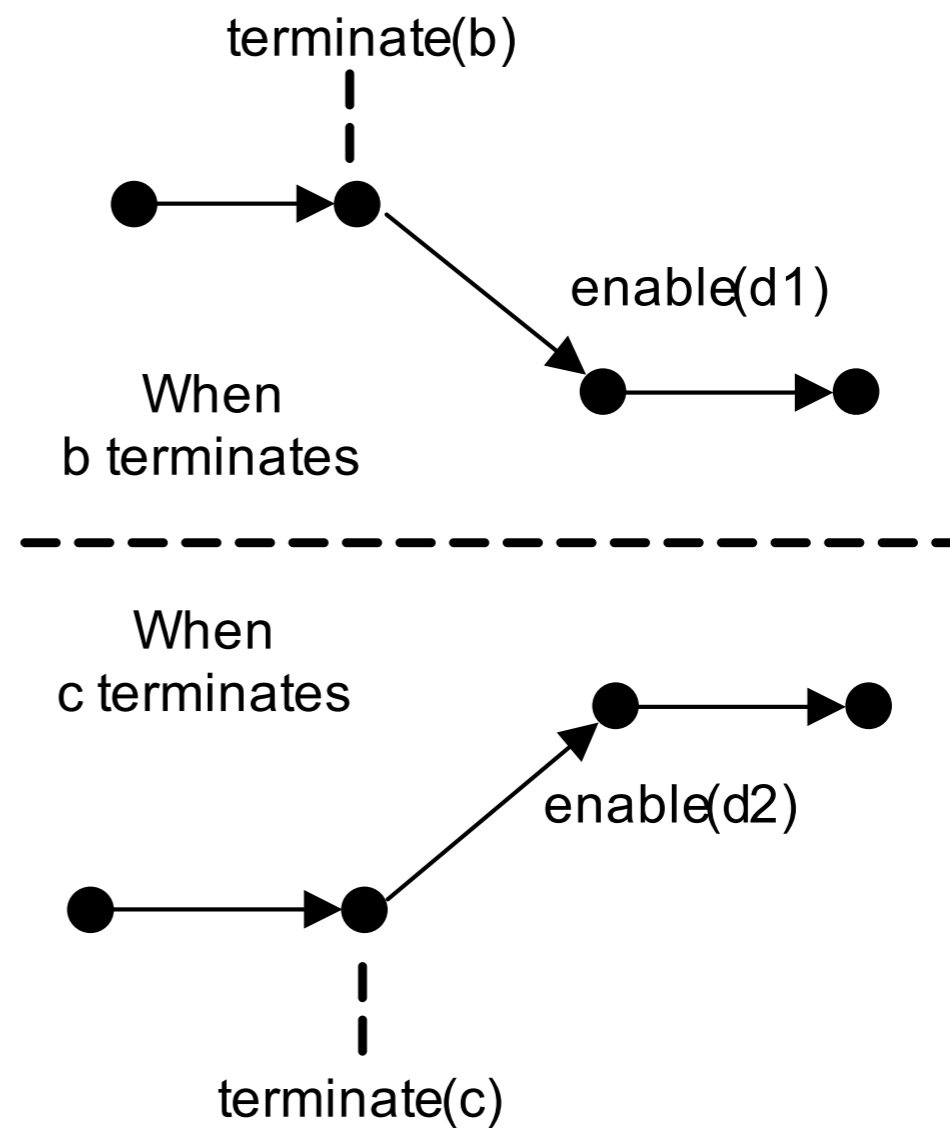 terminate(b)
enable(d1)
When
b terminates
When
c terminates
enable(d2)
terminate(c)